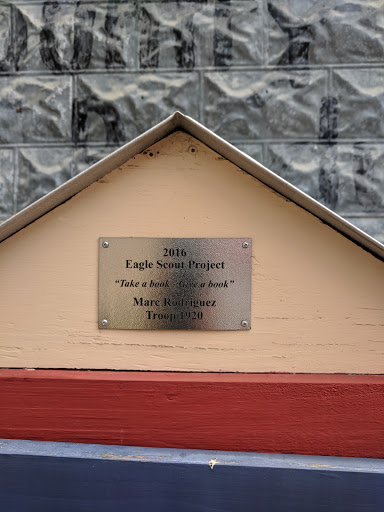 2016
Eagle Scout Project
"Take a book - Give a book"
Marc Rodriguez
Troop 1920